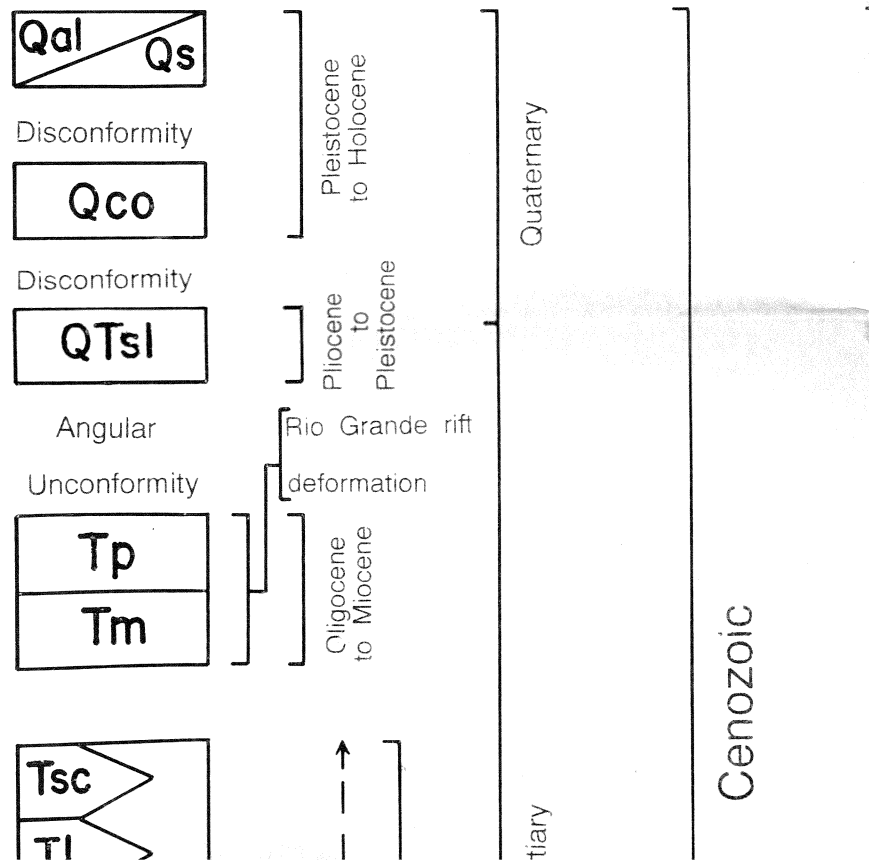 Qal
Qs
Disconformity
Qco
Pleistocene
to Holocene
Disconformity
QTsl
Pliocene
to
Pleistocene
Quaternary
Angular
Unconformity
Rio Grande rift
deformation
Tp
Tm
Oligocene
to Miocene
Cenozoic
Tsc
tiary